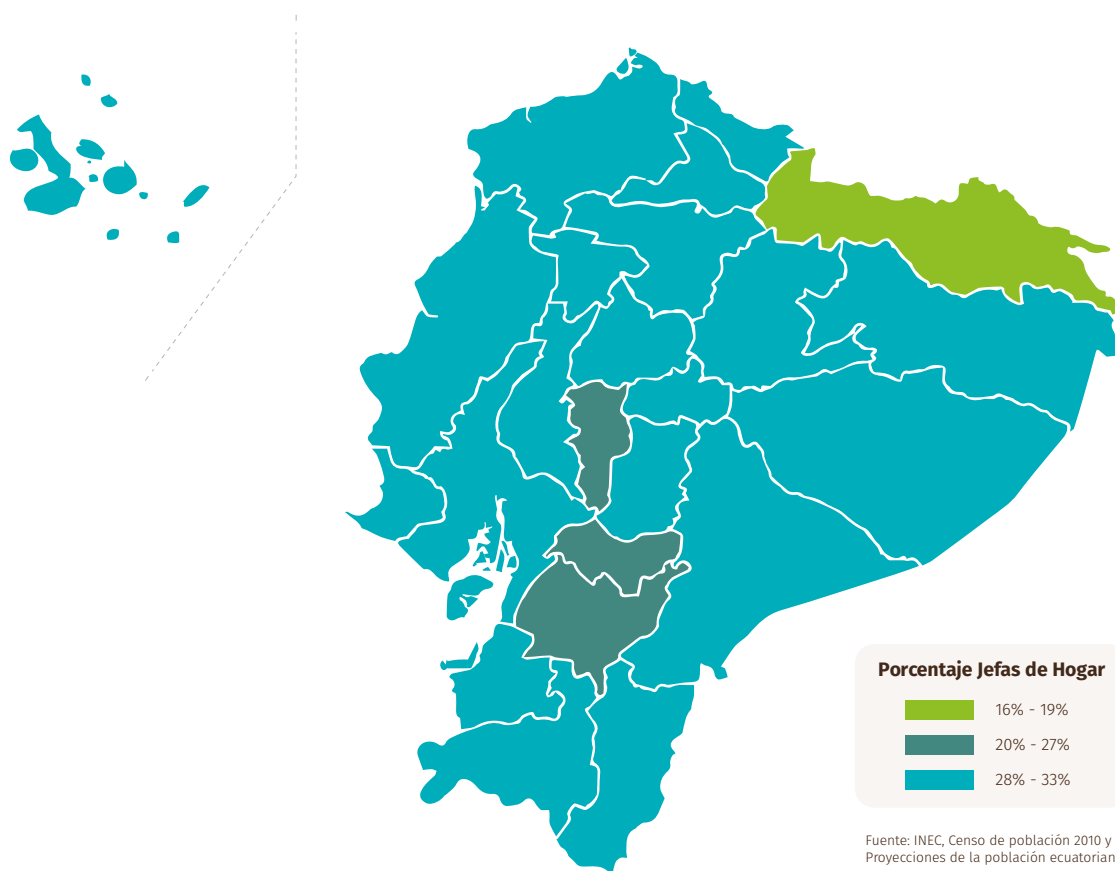 Porcentaje Jefas de Hogar
16% - 19%
20% - 27%
28% - 33%
Fuente: INEC, Censo de población 2010 y
Proyecciones de la población ecuatorian